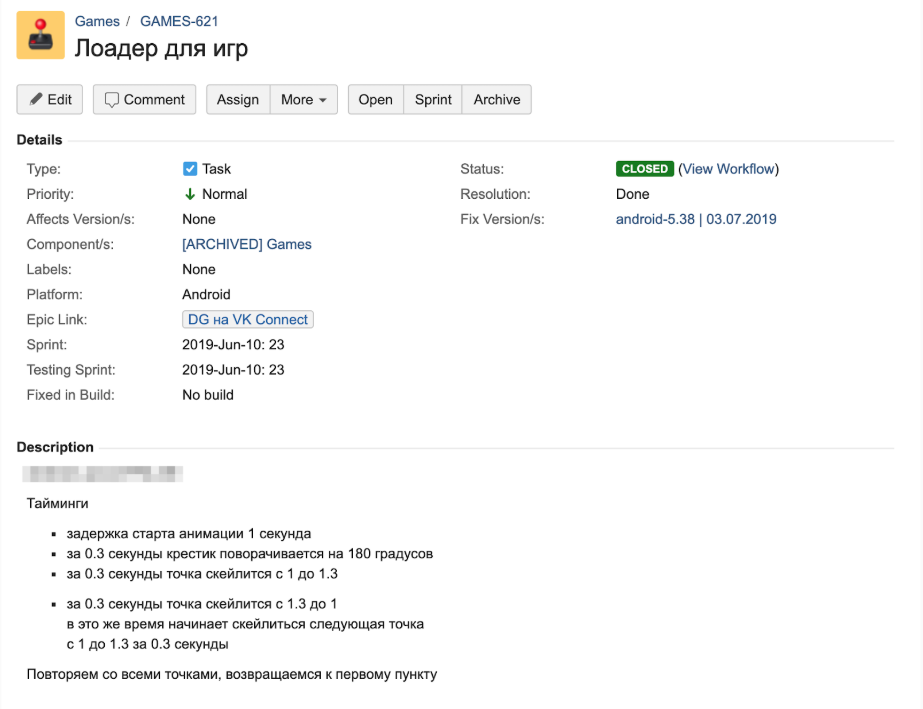 Games / GAMES-621
Лоадер для игр
Edit Comment Assign More Open Sprint Archive
Details
Type: Task Status: CLOSED (View Workflow)
Priority: Normal Resolution: Done
Affects Version/s: None Fix Version/s: android-5.38 | 03.07.2019
Component/s: [ARCHIVED] Games
Labels: None
Platform: Android
Epic Link: DG на VK Connect
Sprint: 2019-Jun-10: 23
Testing Sprint: 2019-Jun-10: 23
Fixed in Build: No build
Description
Тайминги
▪ задержка старта анимации 1 секунда
▪ за 0.3 секунды крестик поворачивается на 180 градусов
▪ за 0.3 секунды точка скейлится с 1 до 1.3
▪ за 0.3 секунды точка скейлится с 1.3 до 1
в это же время начинает скейлиться следующая точка
с 1 до 1.3 за 0.3 секунды
Повторяем со всеми точками, возвращаемся к первому пункту